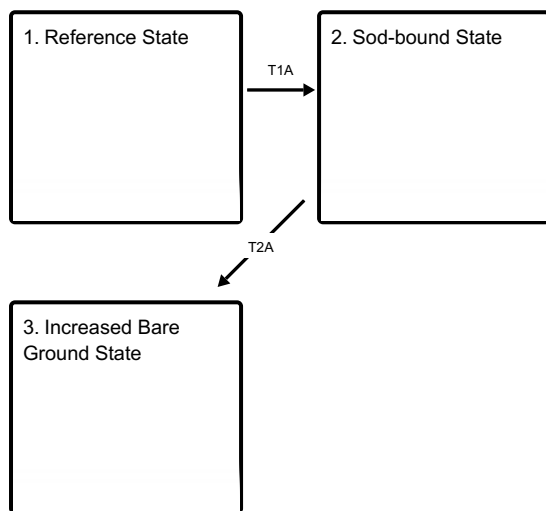 1. Reference State
T1A
2. Sod-bound State
T2A
3. Increased Bare
Ground State